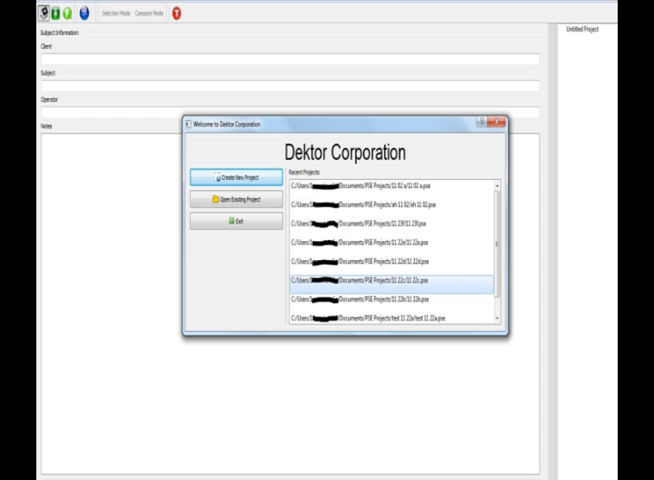 Selection Mode Compare Mode T
Subject Information:
Untitled Project
Client
Subject
Operator
Notes
Welcome to Dektor Corporation
Dektor Corporation
Recent Projects:
Create New Project
Open Existing Project
Exit
C:/Users/ /Documents/PSE Projects/11 02 a/11 02 a.pse
C:/Users/ /Documents/PSE Projects/ah 11 02/ah 11 02.pse
C:/Users/ /Documents/PSE Projects/11 23f/11 23f.pse
C:/Users/ /Documents/PSE Projects/11 22e/11 22e.pse
C:/Users/ /Documents/PSE Projects/11 22d/11 22d.pse
C:/Users/ /Documents/PSE Projects/11 22c/11 22c.pse
C:/Users/ /Documents/PSE Projects/11 22b/11 22b.pse
C:/Users/ /Documents/PSE Projects/test 11 22a/test 11 22a.pse